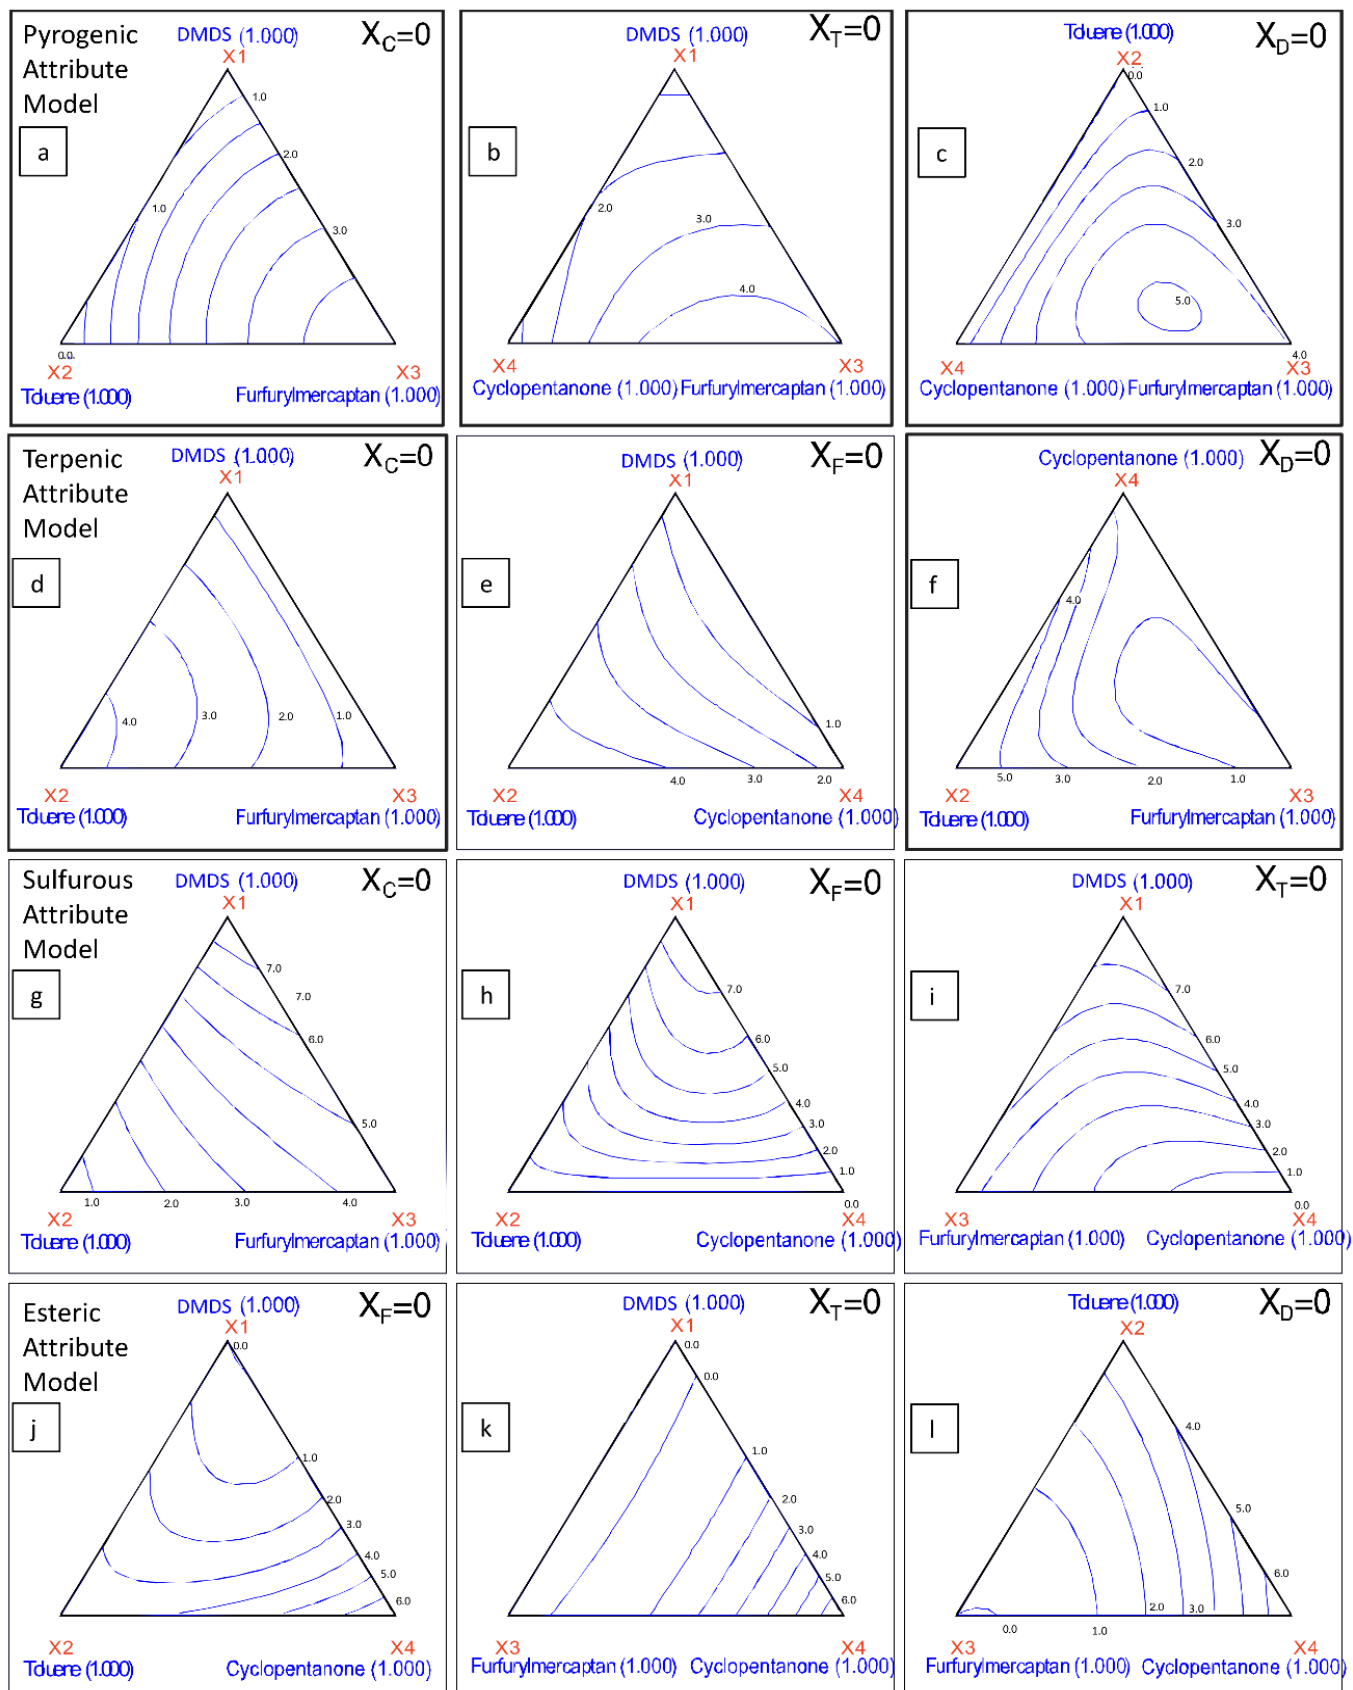 Pyrogenic
Attribute
Model
a
DMDS (1.000)
X1
X_C=0
1.0
2.0
1.0
3.0
0.0
X2
X3
Toluene (1.000)
Furfurylmercaptan (1.000)
b
DMDS (1.000)
X1
X_T=0
2.0
3.0
4.0
X4
X3
Cyclopentanone (1.000)
Furfurylmercaptan (1.000)
c
Toluene (1.000)
X2
X_D=0
0.0
1.0
2.0
3.0
5.0
4.0
X4
X3
Cyclopentanone (1.000)
Furfurylmercaptan (1.000)
Terpenic
Attribute
Model
d
DMDS (1.000)
X1
X_C=0
4.0
3.0
2.0
1.0
X2
X3
Toluene (1.000)
Furfurylmercaptan (1.000)
e
DMDS (1.000)
X1
X_F=0
1.0
4.0
3.0
2.0
X2
X4
Toluene (1.000)
Cyclopentanone (1.000)
f
Cyclopentanone (1.000)
X4
X_D=0
4.0
5.0
3.0
2.0
1.0
X2
X3
Toluene (1.000)
Furfurylmercaptan (1.000)
Sulfurous
Attribute
Model
g
DMDS (1.000)
X1
X_C=0
7.0
7.0
6.0
5.0
1.0
2.0
3.0
4.0
X2
X3
Toluene (1.000)
Furfurylmercaptan (1.000)
h
DMDS (1.000)
X1
X_F=0
7.0
6.0
5.0
4.0
3.0
2.0
1.0
0.0
X2
X4
Toluene (1.000)
Cyclopentanone (1.000)
i
DMDS (1.000)
X1
X_T=0
7.0
6.0
5.0
4.0
3.0
2.0
1.0
0.0
X3
X4
Furfurylmercaptan (1.000)
Cyclopentanone (1.000)
Esteric
Attribute
Model
j
DMDS (1.000)
X1
X_F=0
0.0
1.0
2.0
3.0
4.0
5.0
6.0
X2
X4
Toluene (1.000)
Cyclopentanone (1.000)
k
DMDS (1.000)
X1
X_T=0
0.0
0.0
1.0
2.0
3.0
4.0
5.0
6.0
X3
X4
Furfurylmercaptan (1.000)
Cyclopentanone (1.000)
l
Toluene (1.000)
X2
X_D=0
4.0
5.0
6.0
2.0
3.0
0.0
1.0
X3
X4
Furfurylmercaptan (1.000)
Cyclopentanone (1.000)